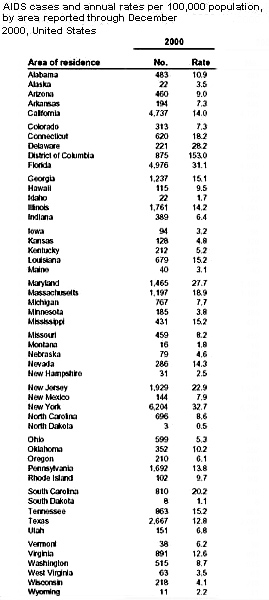 AIDS cases and annual rates per 100,000 population,
by area reported through December
2000, United States
2000
Area of residence No. Rate
Alabama 483 10.9
Alaska 22 3.5
Arizona 460 9.0
Arkansas 194 7.3
California 4,737 14.0
Colorado 313 7.3
Connecticut 620 18.2
Delaware 221 28.2
District of Columbia 875 153.0
Florida 4,976 31.1
Georgia 1,237 15.1
Hawaii 115 9.5
Idaho 22 1.7
Illinois 1,761 14.2
Indiana 389 6.4
Iowa 94 3.2
Kansas 128 4.8
Kentucky 212 5.2
Louisiana 679 15.2
Maine 40 3.1
Maryland 1,465 27.7
Massachusetts 1,197 18.9
Michigan 767 7.7
Minnesota 185 3.8
Mississippi 431 15.2
Missouri 459 8.2
Montana 16 1.8
Nebraska 79 4.6
Nevada 286 14.3
New Hampshire 31 2.5
New Jersey 1,929 22.9
New Mexico 144 7.9
New York 6,204 32.7
North Carolina 696 8.6
North Dakota 3 0.5
Ohio 599 5.3
Oklahoma 352 10.2
Oregon 210 6.1
Pennsylvania 1,692 13.8
Rhode Island 102 9.7
South Carolina 810 20.2
South Dakota 8 1.1
Tennessee 863 15.2
Texas 2,667 12.8
Utah 151 6.8
Vermont 38 6.2
Virginia 891 12.6
Washington 515 8.7
West Virginia 63 3.5
Wisconsin 218 4.1
Wyoming 11 2.2